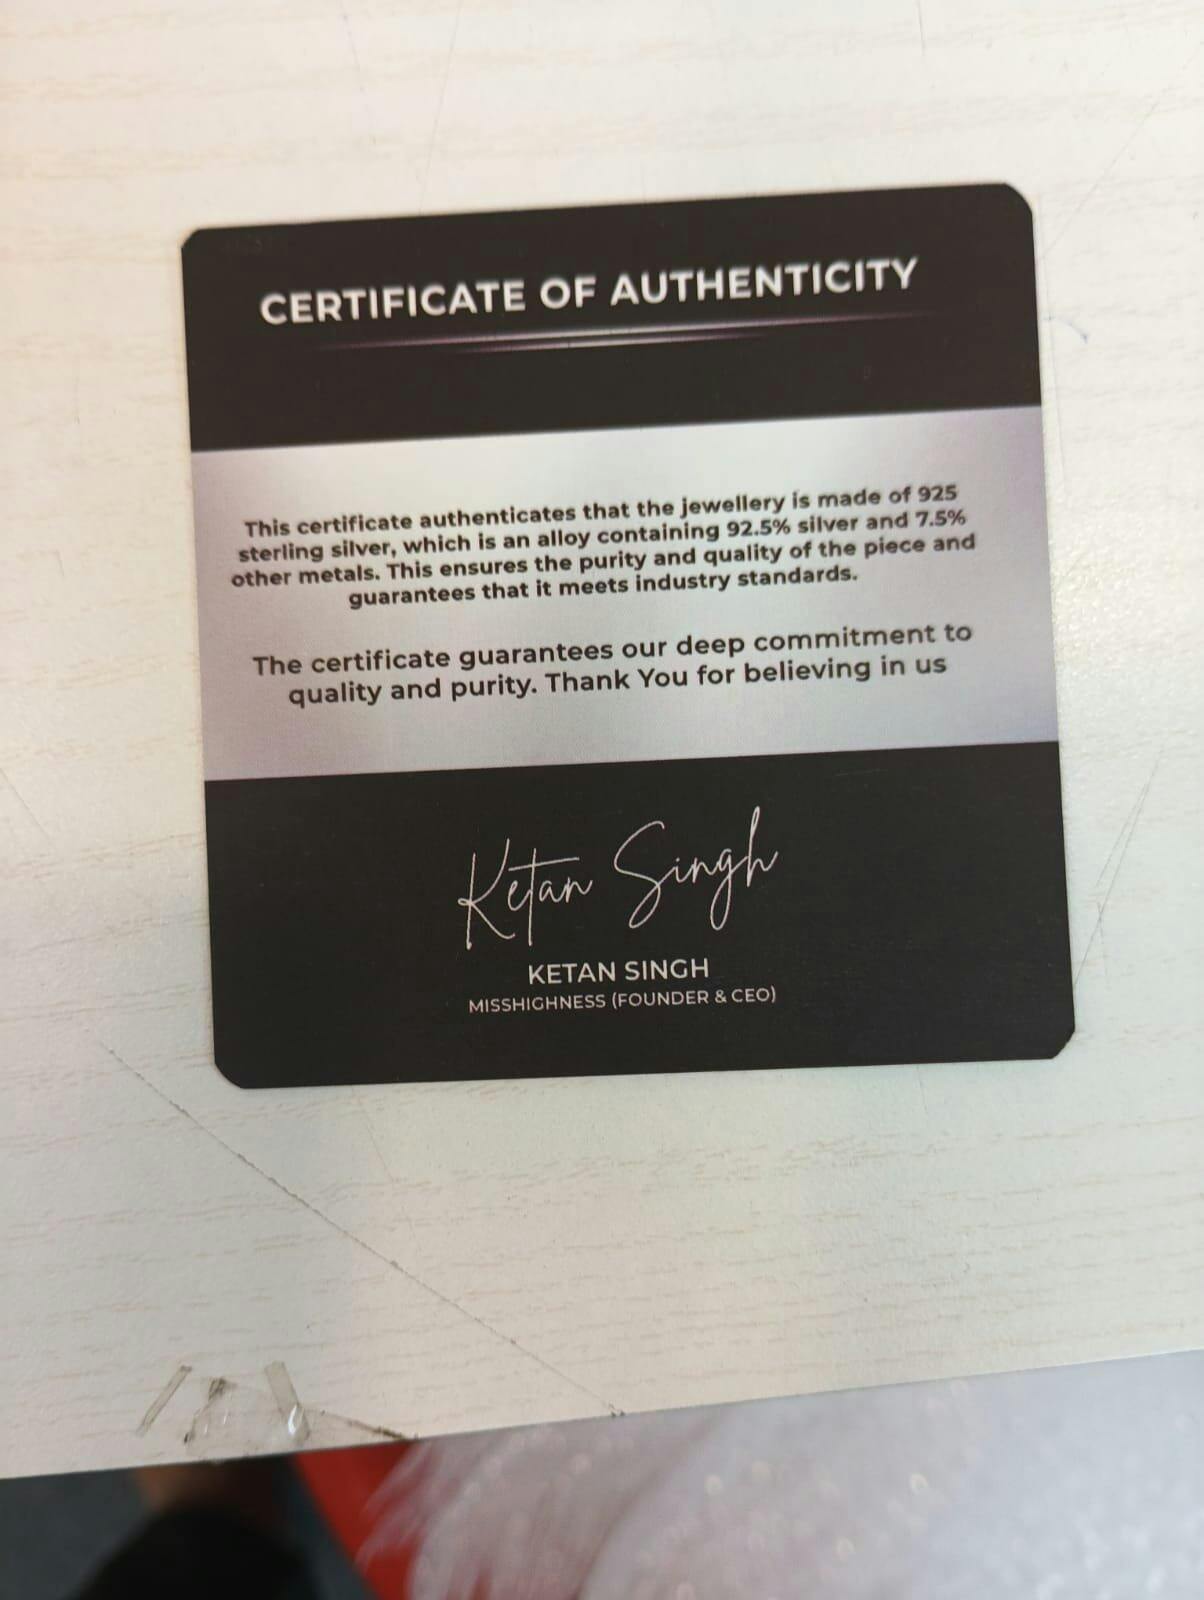 CERTIFICATE OF AUTHENTICITY
This certificate authenticates that the jewellery is made of 925
sterling silver, which is an alloy containing 92.5% silver and 7.5%
other metals. This ensures the purity and quality of the piece and
guarantees that it meets industry standards.
The certificate guarantees our deep commitment to
quality and purity. Thank You for believing in us
Ketan Singh
KETAN SINGH
MISSHIGHNESS (FOUNDER & CEO)